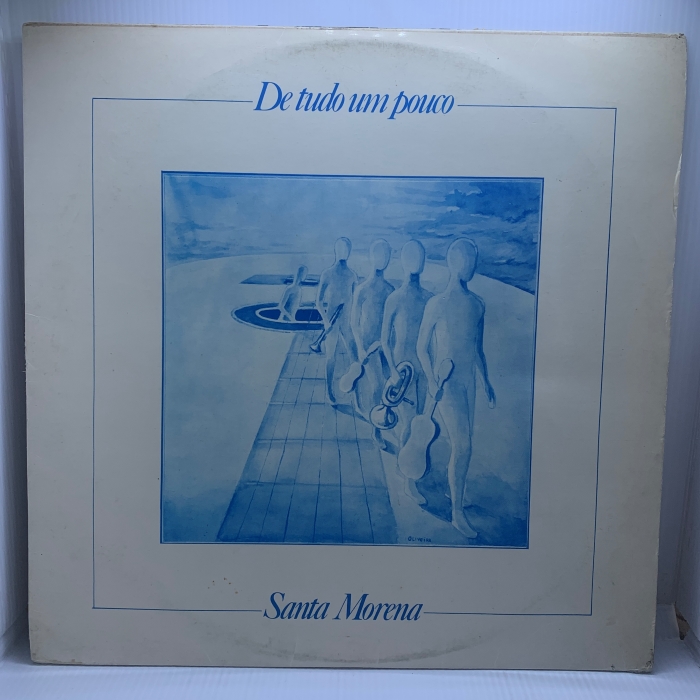 De tudo um pouco
Santa Morena